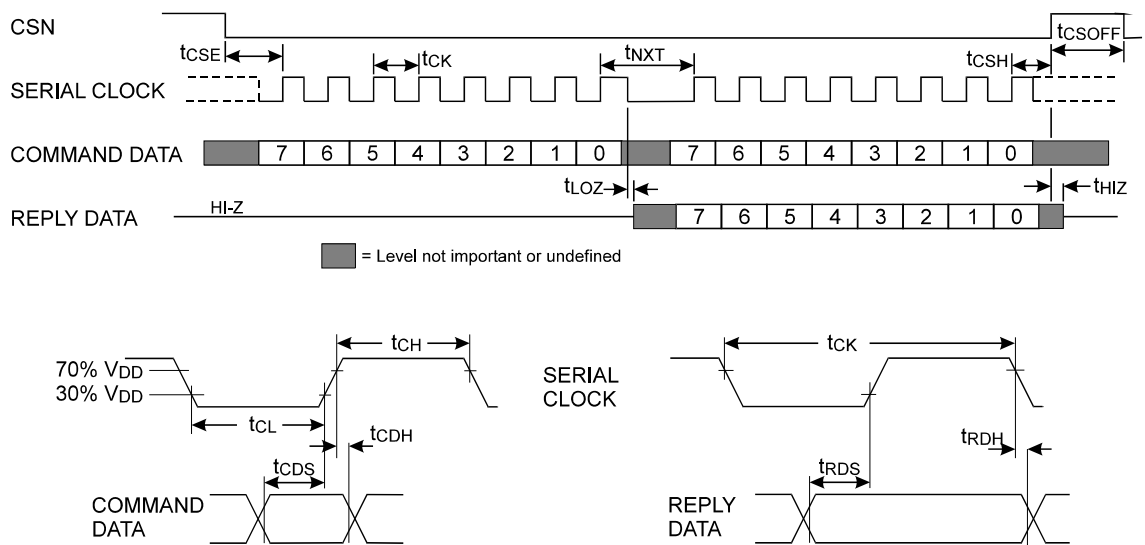 CSN
tCSOFF
tCSE
tCK
tNXT
tCSH
SERIAL CLOCK
COMMAND DATA 7 6 5 4 3 2 1 0 7 6 5 4 3 2 1 0
tLOZ
tHIZ
REPLY DATA HI-Z 7 6 5 4 3 2 1 0
= Level not important or undefined
tCH
tCK
70% VDD
30% VDD
SERIAL
CLOCK
tCL
tCDH
tRDH
tCDS
tRDS
COMMAND
DATA
REPLY
DATA